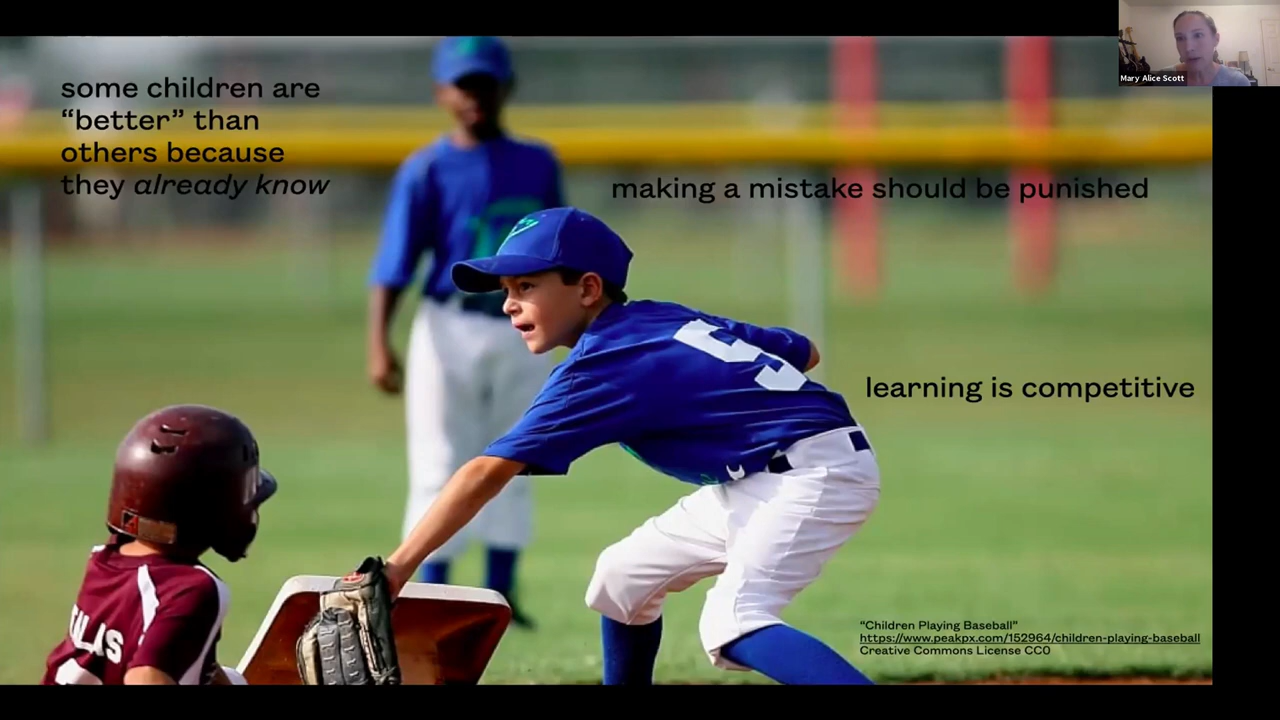 Mary Alice Scott
some children are
“better” than
others because
they already know
making a mistake should be punished
learning is competitive
5
“Children Playing Baseball”
https://www.peakpx.com/152964/children-playing-baseball
Creative Commons License CC0